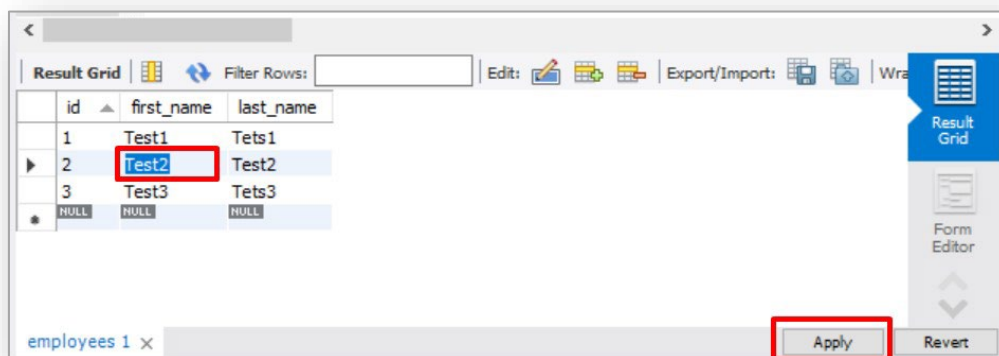 Result Grid Filter Rows: Edit: Export/Import: Wra
id first_name last_name
1 Test1 Tets1
2 Test2 Test2
3 Test3 Tets3
NULL NULL NULL
Result
Grid
Form
Editor
employees 1 Apply Revert